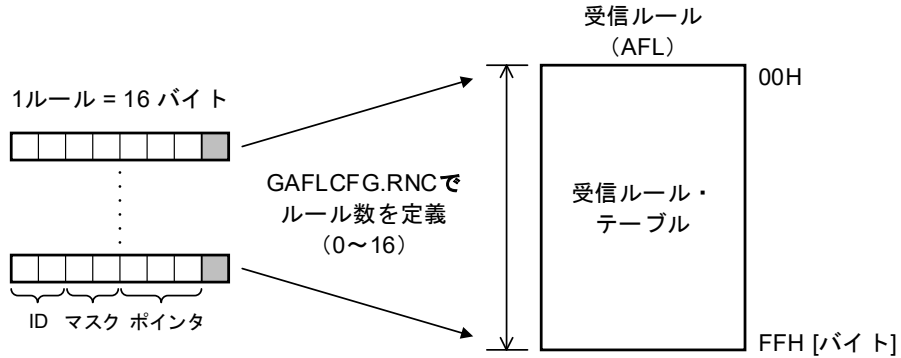 受信ルール
（AFL）
00H
1ルール = 16 バイト
GAFLCFG.RNCで
ルール数を定義
（0～16）
受信ルール・
テーブル
ID マスク ポインタ
FFH [バイト]